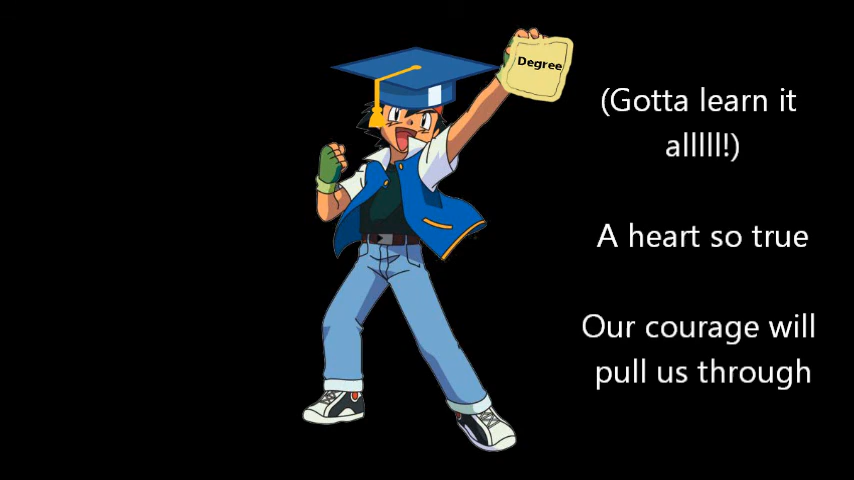 Degree
(Gotta learn it
alllll!)
A heart so true
Our courage will
pull us through